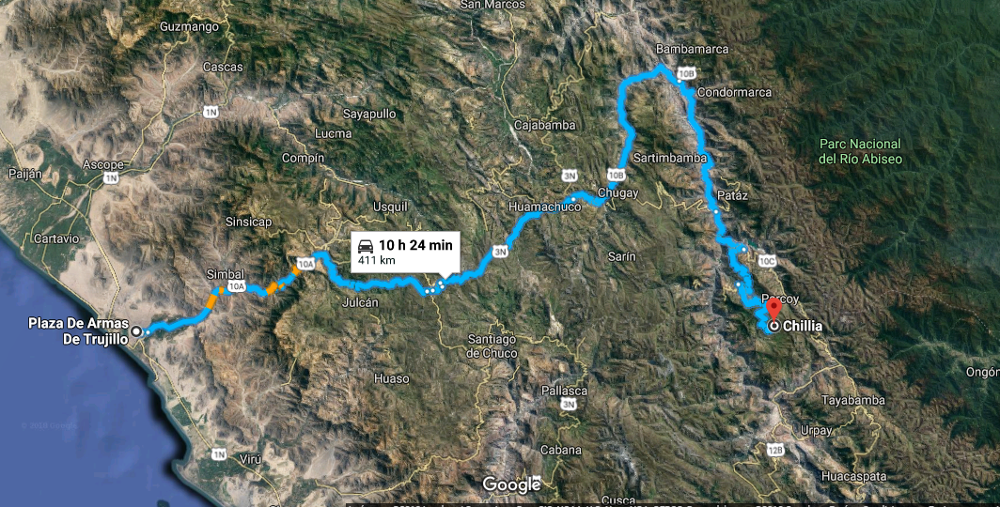 San Marcos
Guzmango
Bambamarca
Cascas
10B
Condormarca
1N
Sayapullo
Cajabamba
Lucma
Parc Nacional
del Río Abiseo
Compín
Sartimbamba
Ascope
Paiján
1N
3N
10B
Chugay
Patáz
Usquil
Huamachuco
Sinsicap
Cartavio
10 h 24 min
411 km
3N
Sarín
10A
10C
Simbal
10A
Julcán
Parcoy
Plaza De Armas
De Trujillo
Chillia
Santiago
de Chuco
Huaso
Ongón
Pallasca
3N
Tayabamba
Urpay
1N
Virú
Cabana
12B
Huacaspata
Google
Cusca